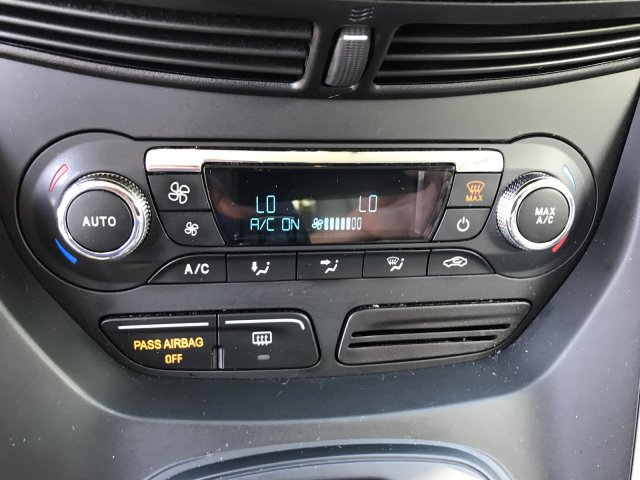 LO LO
A/C ON
AUTO
MAX
MAX
A/C
A/C
PASS AIRBAG
OFF